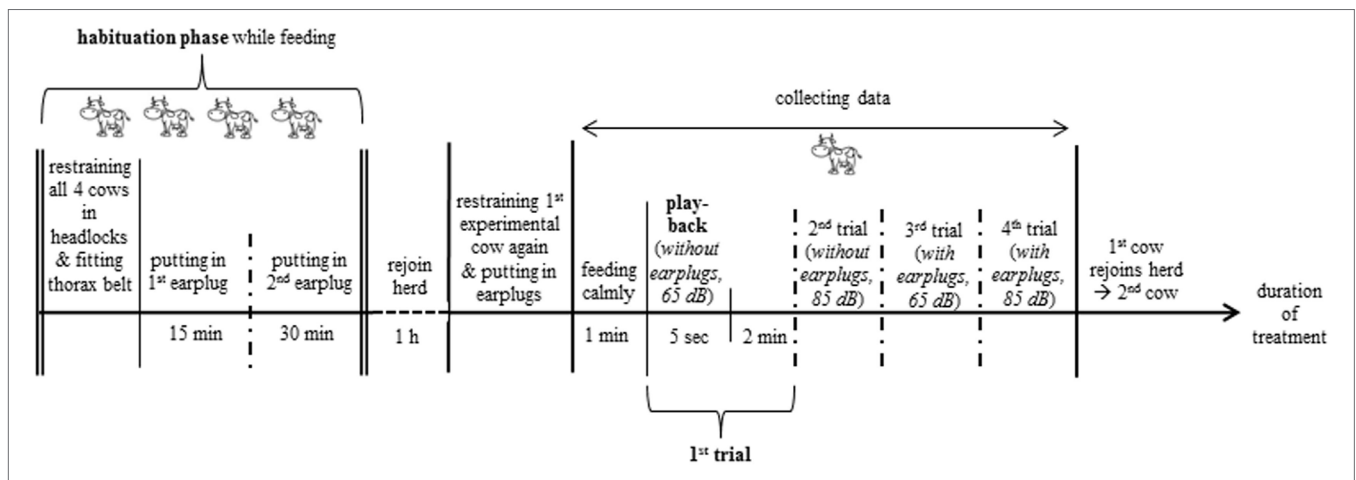 habituation phase while feeding
collecting data
restraining
all 4 cows
in
headlocks
& fitting
thorax belt
putting in
1st earplug
putting in
2nd earplug
rejoin
herd
restraining 1st
experimental
cow again
& putting in
earplugs
feeding
calmly
play-
back
(without
earplugs,
65 dB)
2nd trial
(without
earplugs,
85 dB)
3rd trial
(with
earplugs,
65 dB)
4th trial
(with
earplugs,
85 dB)
1st cow
rejoins herd
→ 2nd cow
duration
of
treatment
15 min
30 min
1 h
1 min
5 sec
2 min
1st trial